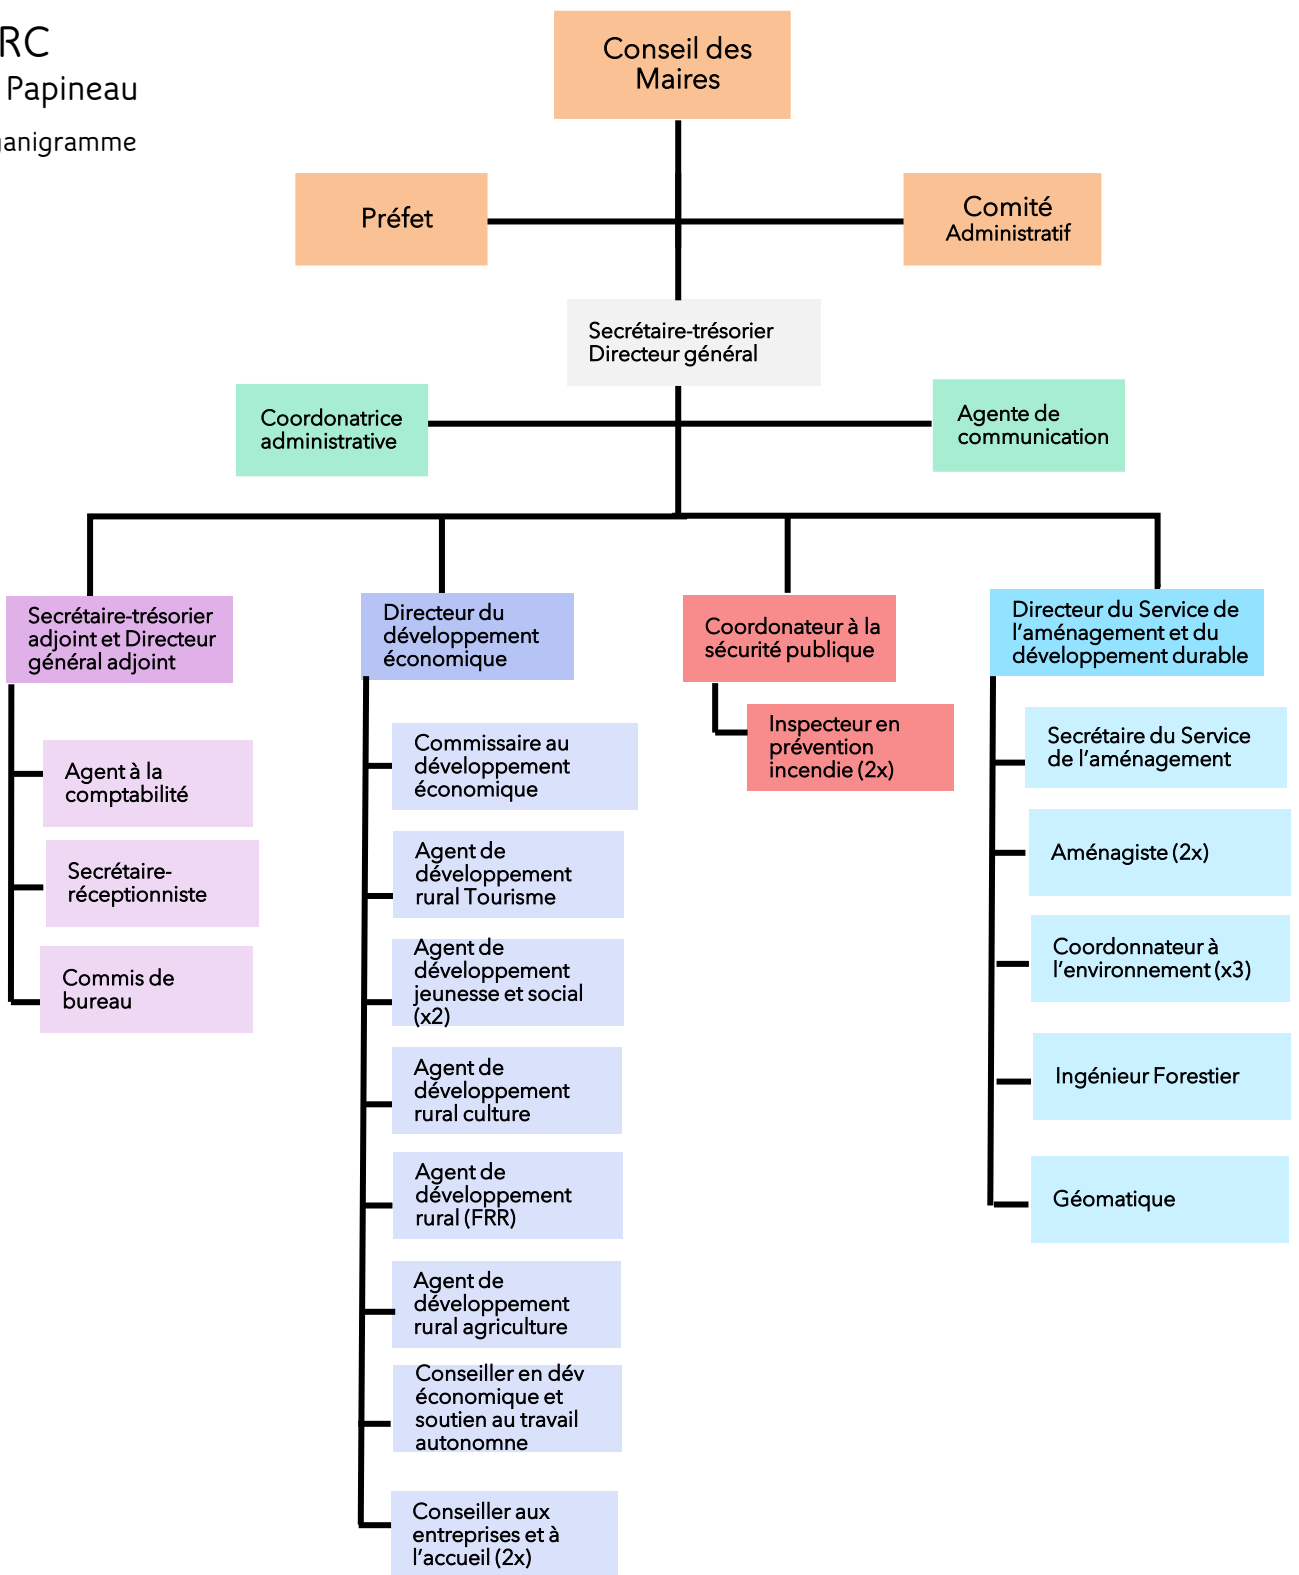 RC
Papineau
ganigramme
Conseil des
Maires
Préfet
Comité
Administratif
Secrétaire-trésorier
Directeur général
Coordonatrice
administrative
Agente de
communication
Secrétaire-trésorier
adjoint et Directeur
général adjoint
Agent à la
comptabilité
Secrétaire-
réceptionniste
Commis de
bureau
Directeur du
développement
économique
Commissaire au
développement
économique
Agent de
développement
rural Tourisme
Agent de
développement
jeunesse et social
(x2)
Agent de
développement
rural culture
Agent de
développement
rural (FRR)
Agent de
développement
rural agriculture
Conseiller en dév
économique et
soutien au travail
autonomne
Conseiller aux
entreprises et à
l'accueil (2x)
Coordonateur à la
sécurité publique
Inspecteur en
prévention
incendie (2x)
Directeur du Service de
l'aménagement et du
développement durable
Secrétaire du Service
de l'aménagement
Aménagiste (2x)
Coordonnateur à
l'environnement (x3)
Ingénieur Forestier
Géomatique